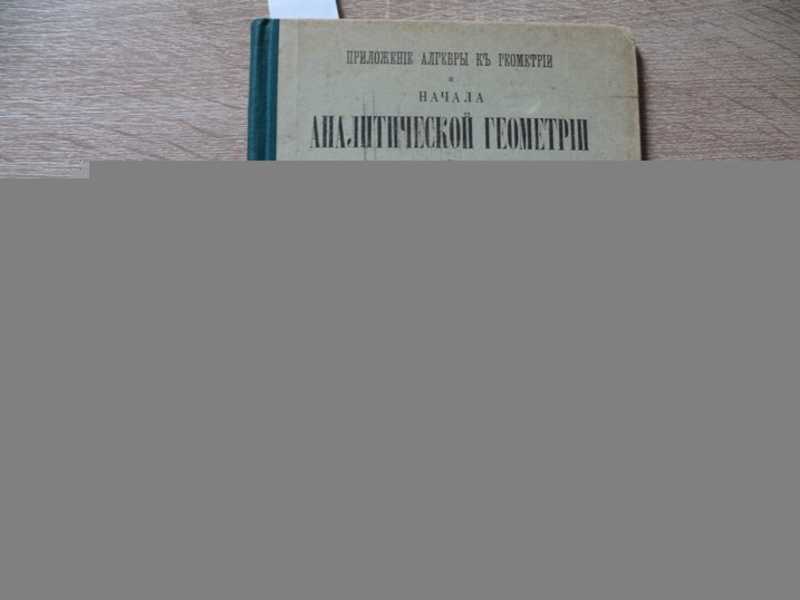 ПРИЛОЖЕНІЕ АЛГЕБРЫ КЪ ГЕОМЕТРІИ
и
НАЧАЛА
АНАЛИТИЧЕСКОЙ ГЕОМЕТРІИ